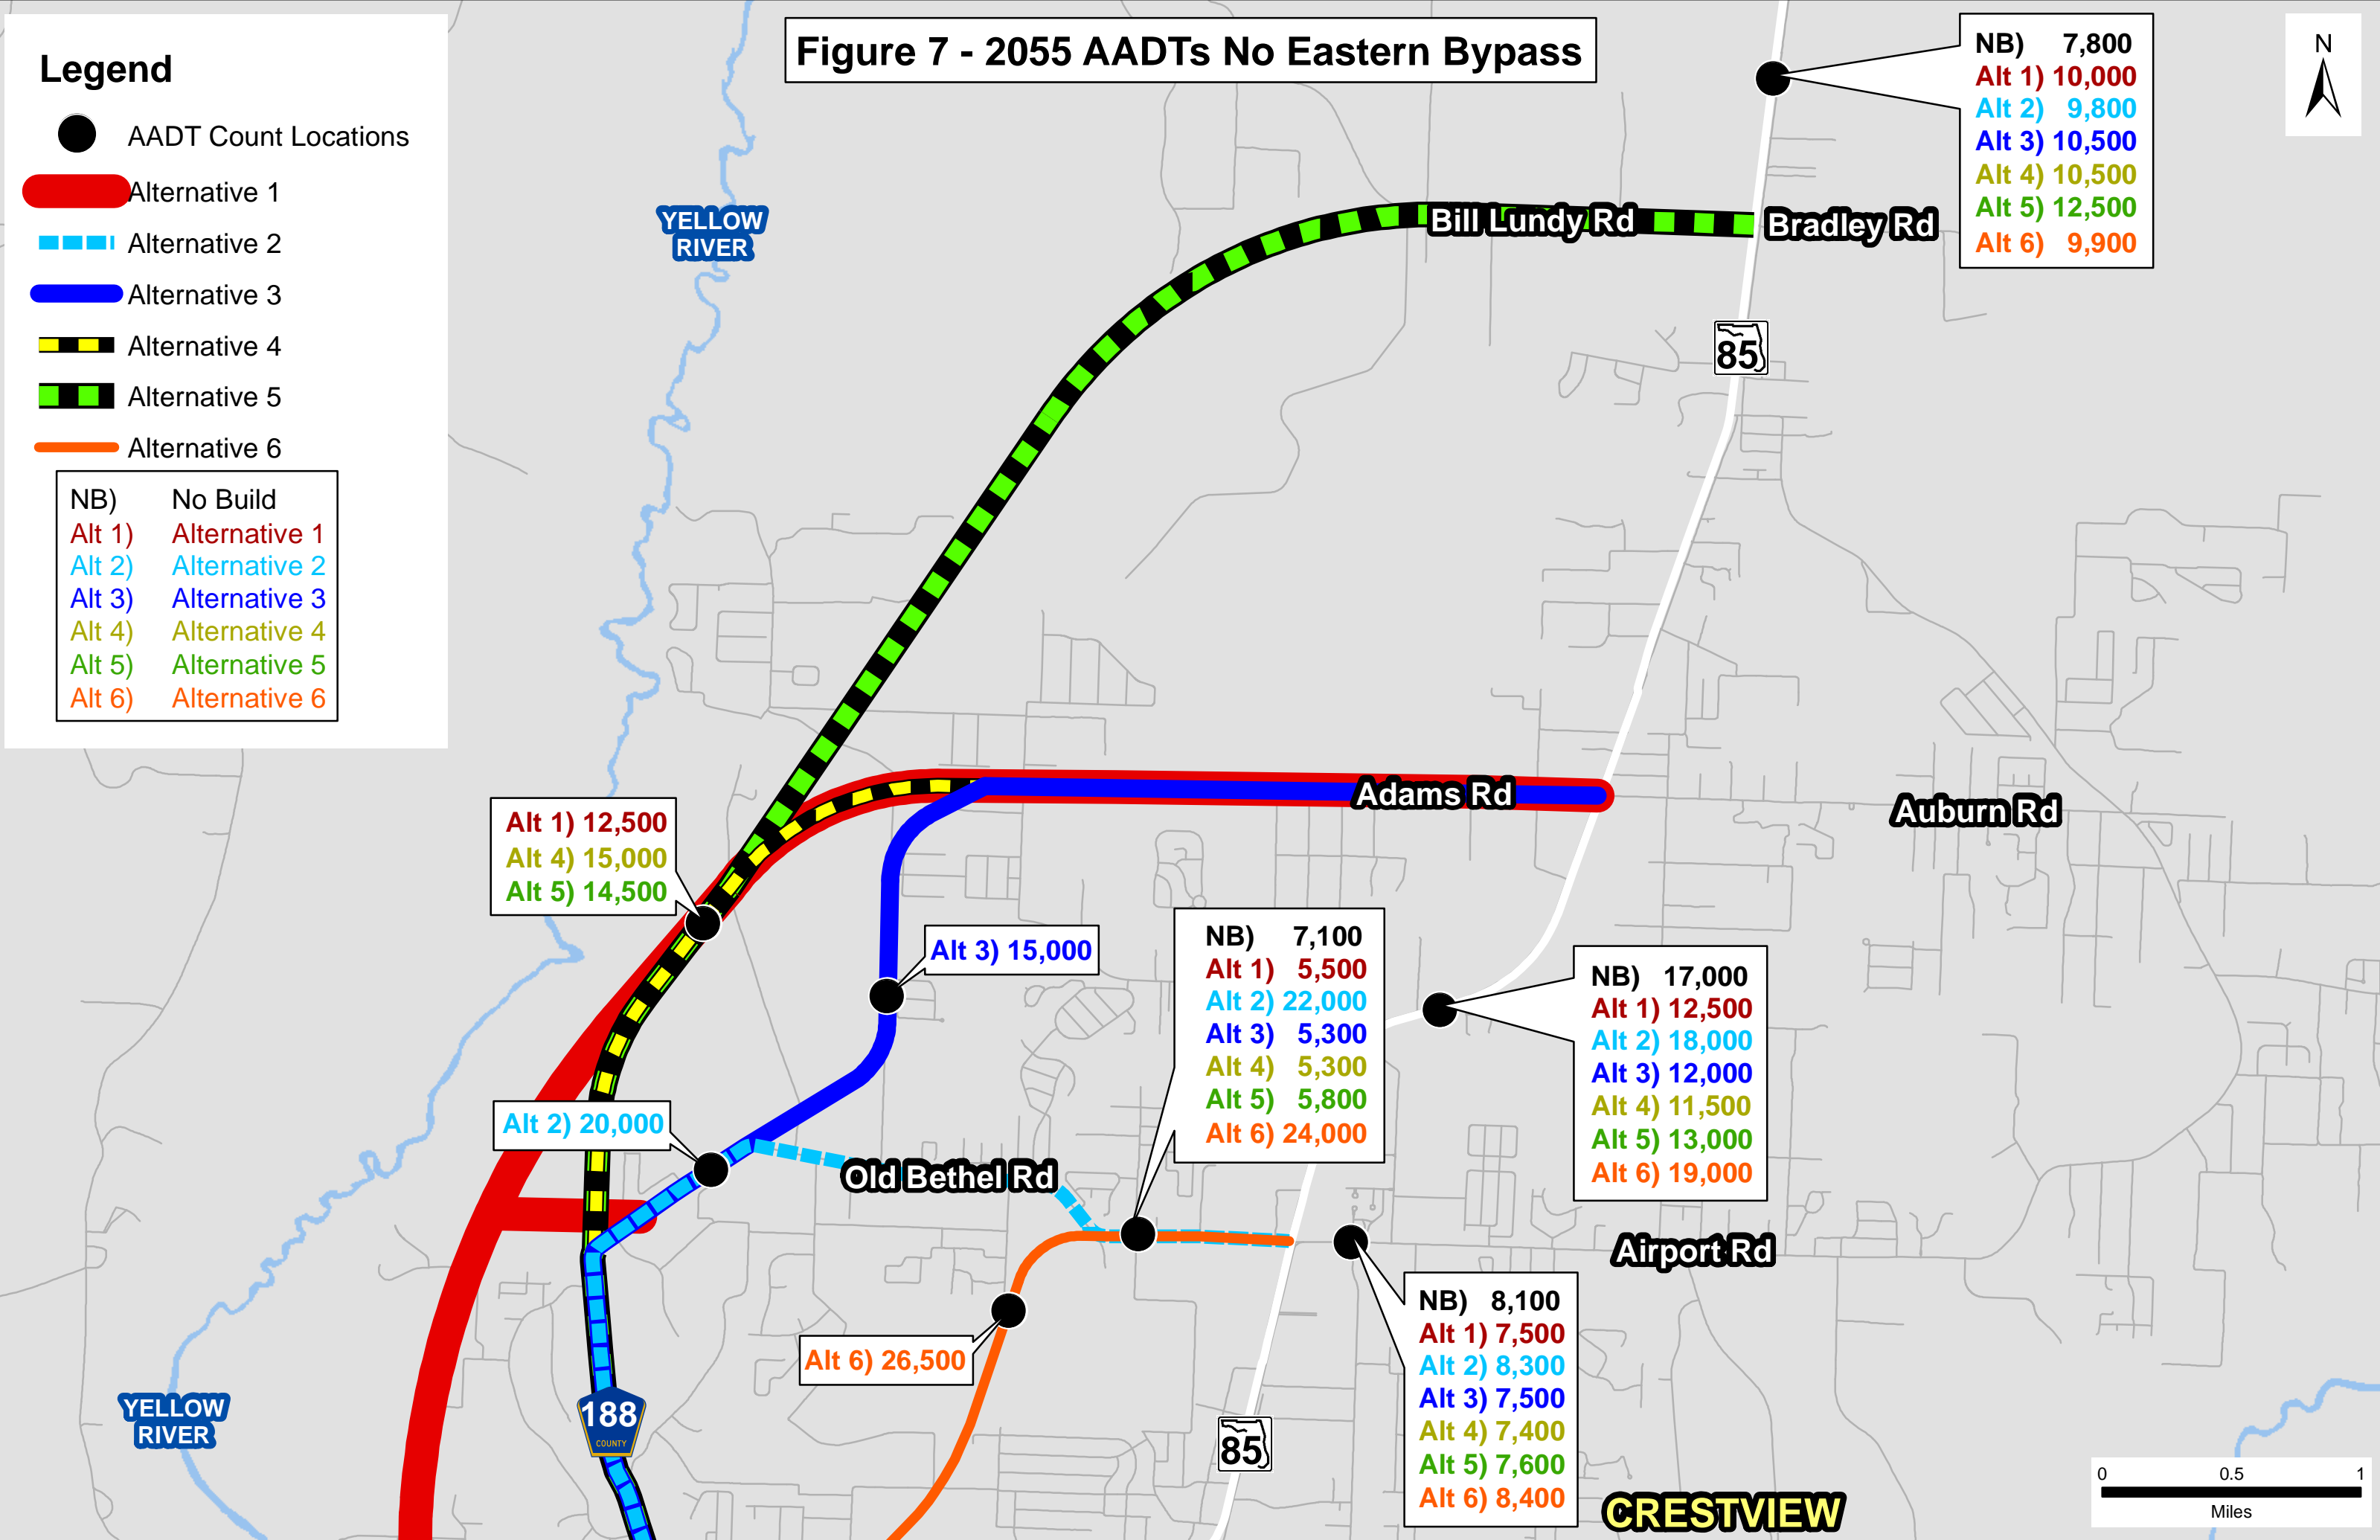 Figure 7 - 2055 AADTs No Eastern Bypass
Legend
AADT Count Locations
Alternative 1
Alternative 2
Alternative 3
Alternative 4
Alternative 5
Alternative 6
NB) No Build
Alt 1) Alternative 1
Alt 2) Alternative 2
Alt 3) Alternative 3
Alt 4) Alternative 4
Alt 5) Alternative 5
Alt 6) Alternative 6
N
NB) 7,800
Alt 1) 10,000
Alt 2) 9,800
Alt 3) 10,500
Alt 4) 10,500
Alt 5) 12,500
Alt 6) 9,900
YELLOW
RIVER
Bill Lundy Rd
Bradley Rd
85
Adams Rd
Auburn Rd
Alt 1) 12,500
Alt 4) 15,000
Alt 5) 14,500
Alt 3) 15,000
NB) 7,100
Alt 1) 5,500
Alt 2) 22,000
Alt 3) 5,300
Alt 4) 5,300
Alt 5) 5,800
Alt 6) 24,000
NB) 17,000
Alt 1) 12,500
Alt 2) 18,000
Alt 3) 12,000
Alt 4) 11,500
Alt 5) 13,000
Alt 6) 19,000
Alt 2) 20,000
Old Bethel Rd
Airport Rd
Alt 6) 26,500
NB) 8,100
Alt 1) 7,500
Alt 2) 8,300
Alt 3) 7,500
Alt 4) 7,400
Alt 5) 7,600
Alt 6) 8,400
YELLOW
RIVER
188
COUNTY
85
CRESTVIEW
0 0.5 1
Miles